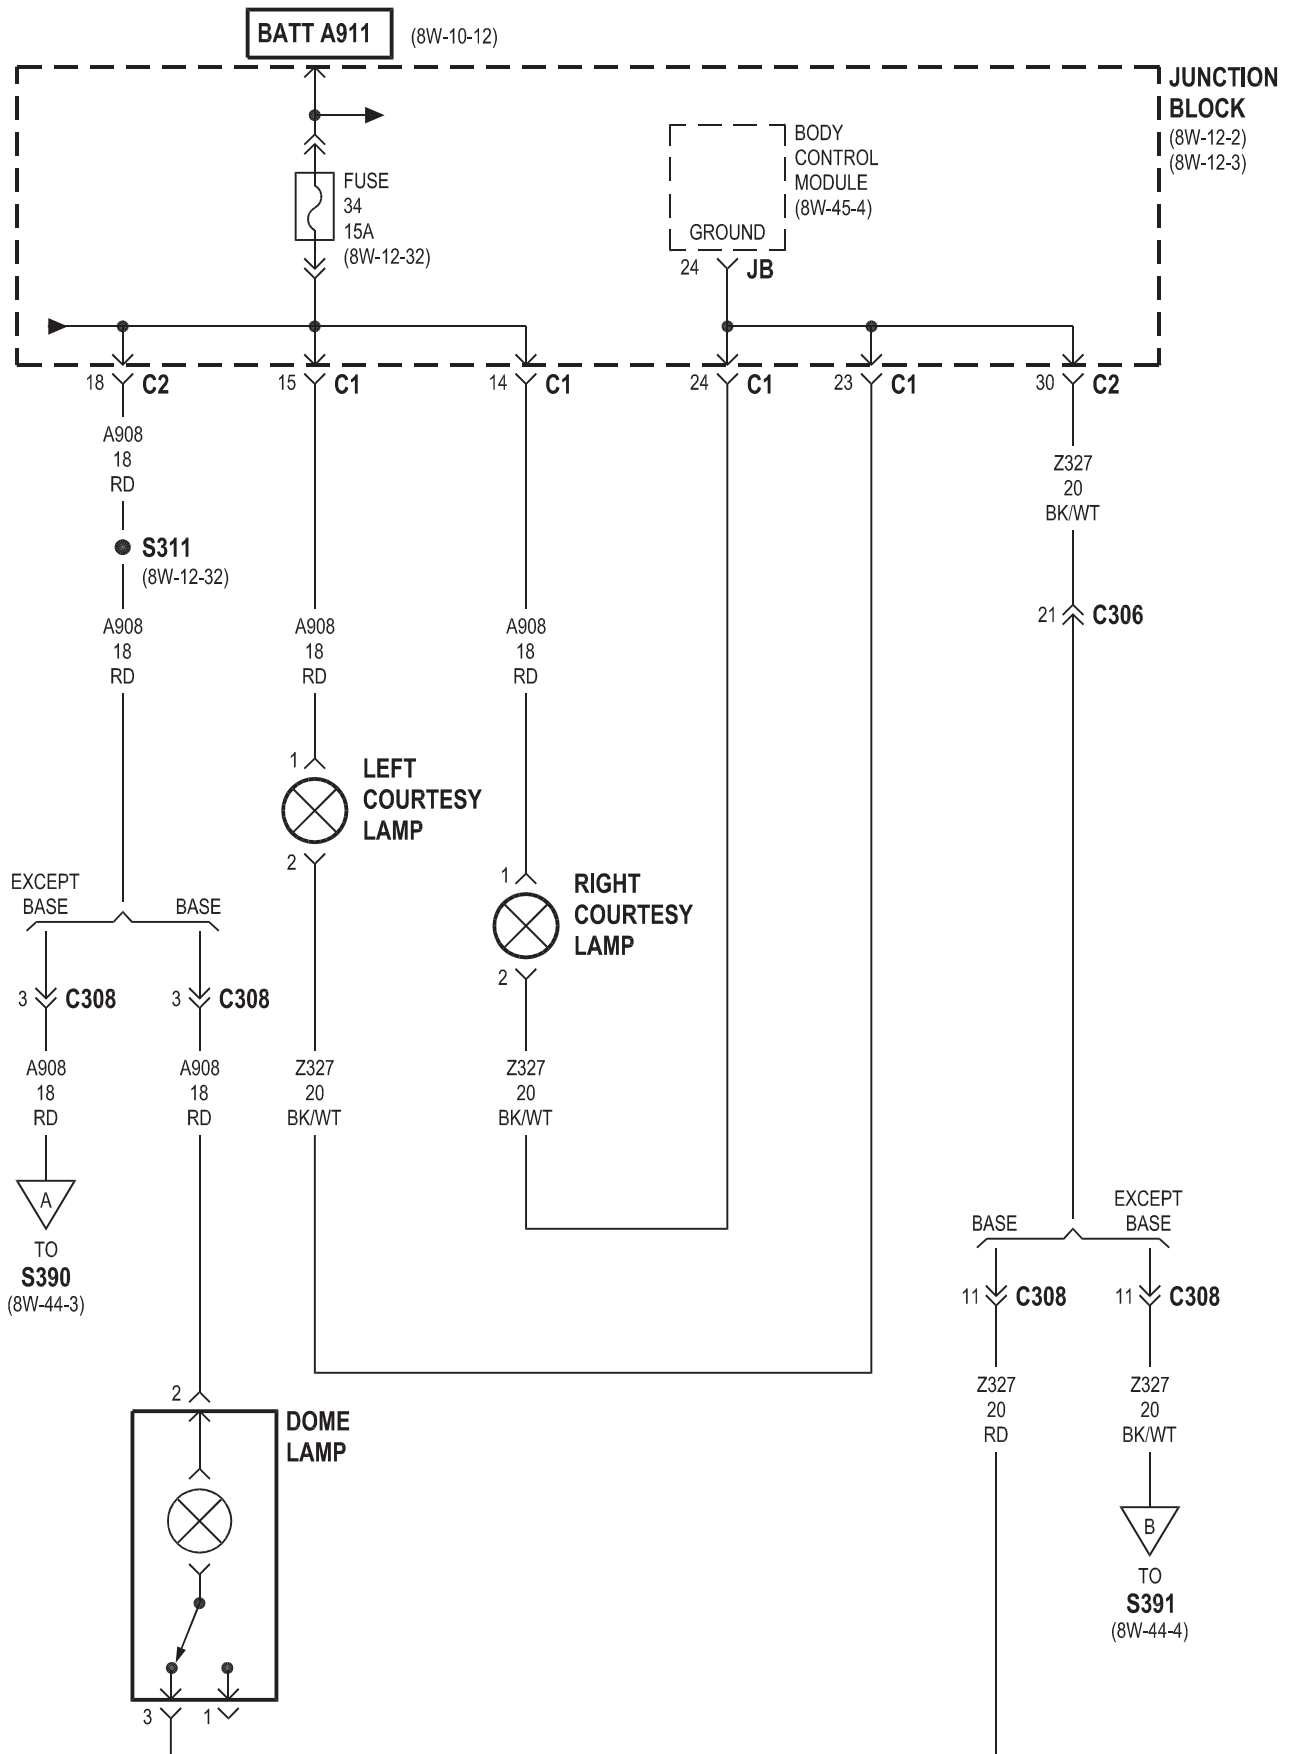 BATT A911
(8W-10-12)
JUNCTION
BLOCK
(8W-12-2)
(8W-12-3)
BODY
CONTROL
MODULE
(8W-45-4)
GROUND
FUSE
34
15A
(8W-12-32)
24
JB
18
C2
15
C1
14
C1
24
C1
23
C1
30
C2
A908
18
RD
Z327
20
BK/WT
S311
(8W-12-32)
21
C306
A908
18
RD
A908
18
RD
A908
18
RD
1
LEFT
COURTESY
LAMP
2
1
RIGHT
COURTESY
LAMP
2
EXCEPT
BASE
BASE
3
C308
3
C308
A908
18
RD
A908
18
RD
Z327
20
BK/WT
Z327
20
BK/WT
A
TO
S390
(8W-44-3)
BASE
EXCEPT
BASE
11
C308
11
C308
Z327
20
RD
Z327
20
BK/WT
2
DOME
LAMP
B
TO
S391
(8W-44-4)
3
1